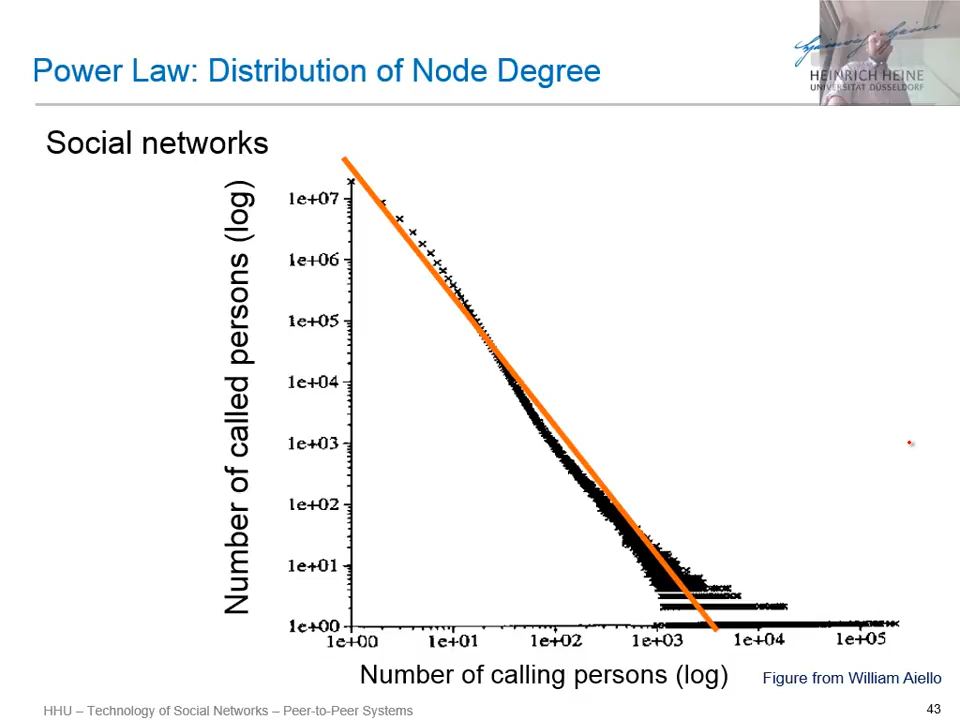 Power Law: Distribution of Node Degree
HEINRICH HEINE
UNIVERSITÄT DÜSSELDORF
Social networks
Number of called persons (log)
1e+07
1e+06
1e+05
1e+04
1e+03
1e+02
1e+01
1e+00
1e+00 1e+01 1e+02 1e+03 1e+04 1e+05
Number of calling persons (log)
Figure from William Aiello
HHU – Technology of Social Networks – Peer-to-Peer Systems
43